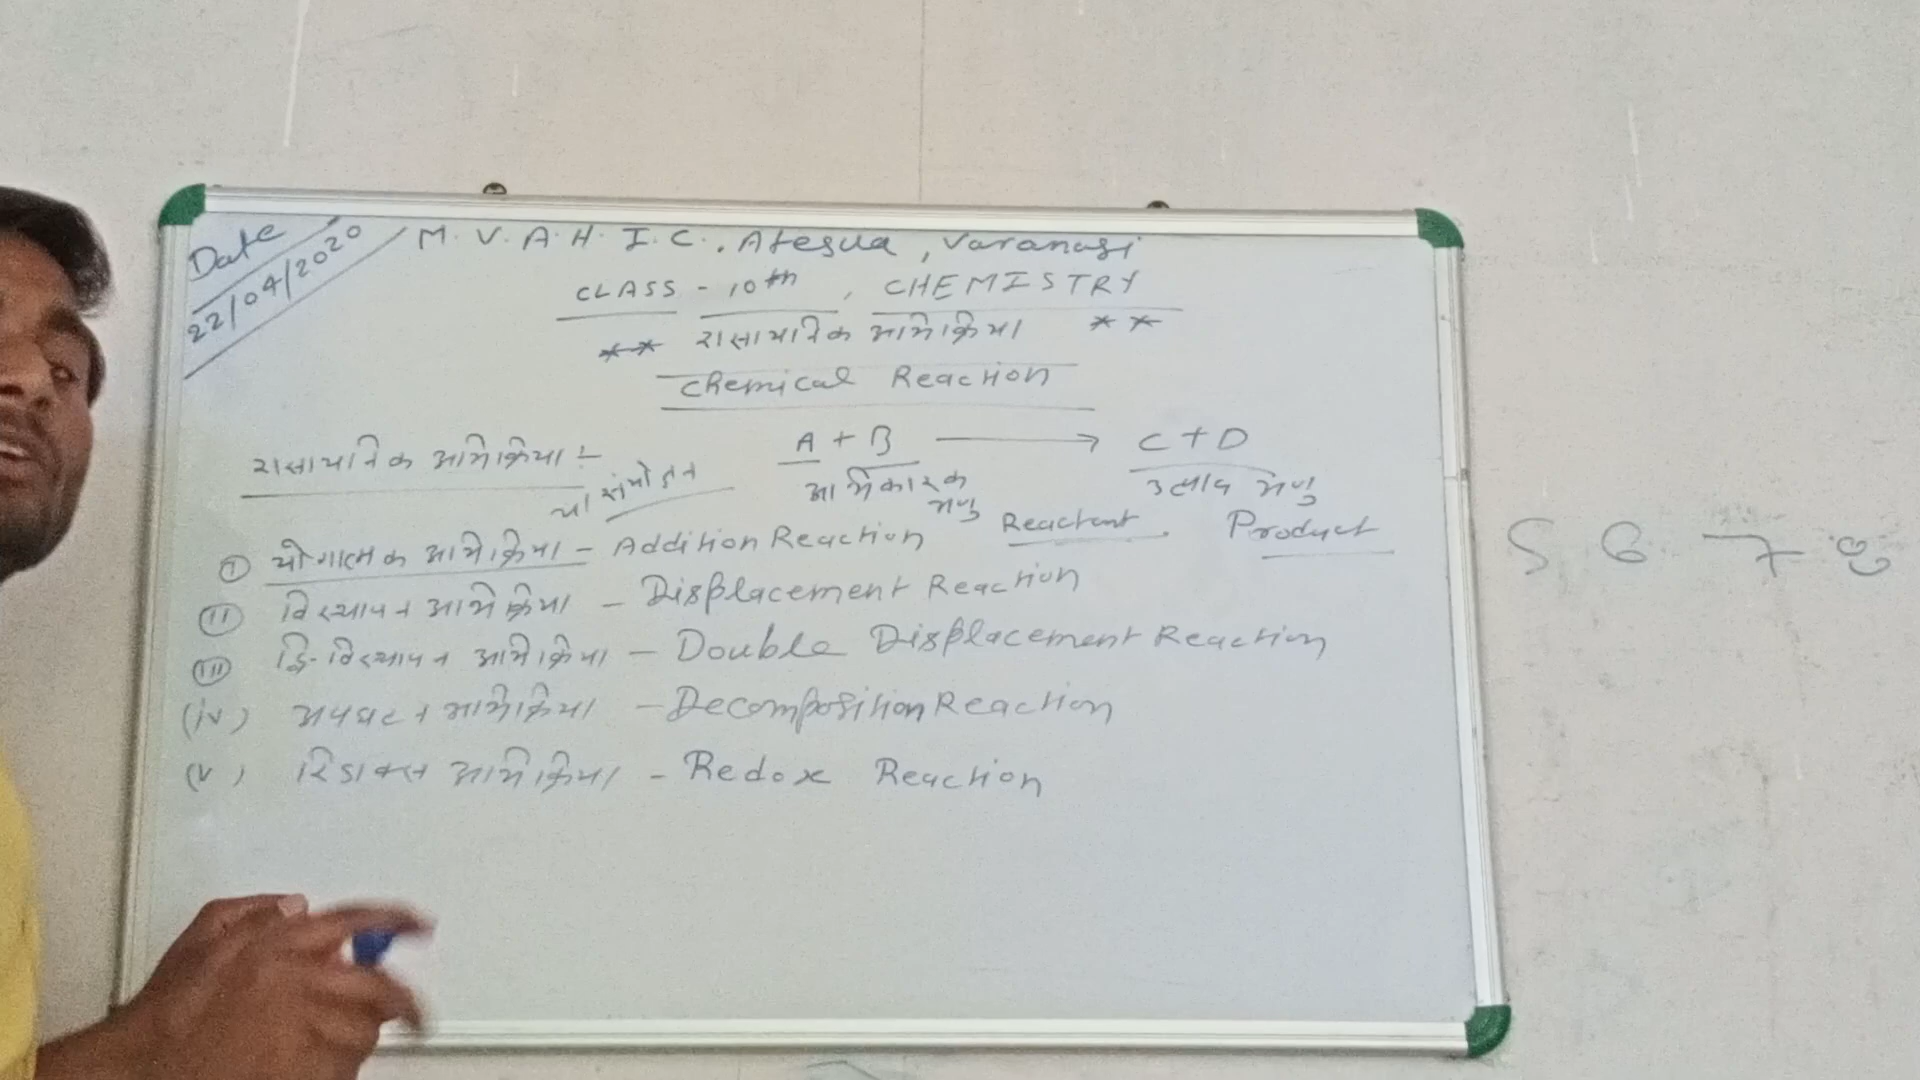 Date
22/04/2020
M.V.A.H.I.C., Atesua, Varanasi
CLASS - 10th, CHEMISTRY
** रासायनिक अभिक्रिया **
Chemical Reaction
रासायनिक अभिक्रिया :- A + B ⟶ C + D
या संयोजन अभिकारक अणु उत्पाद अणु
Reactant. Product
(I) योगात्मक अभिक्रिया - Addition Reaction
(II) विस्थापन अभिक्रिया - Displacement Reaction
(III) द्वि-विस्थापन अभिक्रिया - Double Displacement Reaction
(iv) अपघटन अभिक्रिया - Decomposition Reaction
(v) रिडाक्स अभिक्रिया - Redox Reaction
5 6 7 8